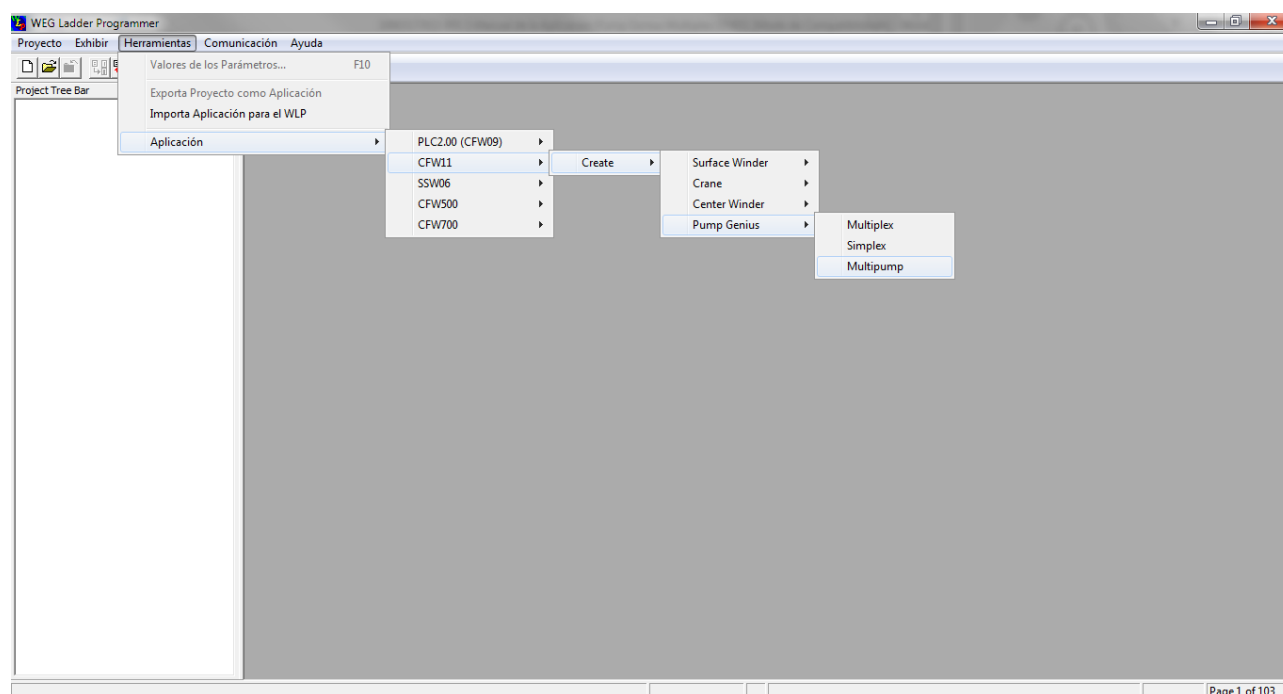 WEG Ladder Programmer
Proyecto Exhibir Herramientas Comunicación Ayuda
Valores de los Parámetros... F10
Project Tree Bar
Exporta Proyecto como Aplicación
Importa Aplicación para el WLP
Aplicación
PLC2.00 (CFW09)
CFW11
Create
Surface Winder
SSW06
Crane
CFW500
Center Winder
CFW700
Pump Genius
Multiplex
Simplex
Multipump
Page 1 of 103